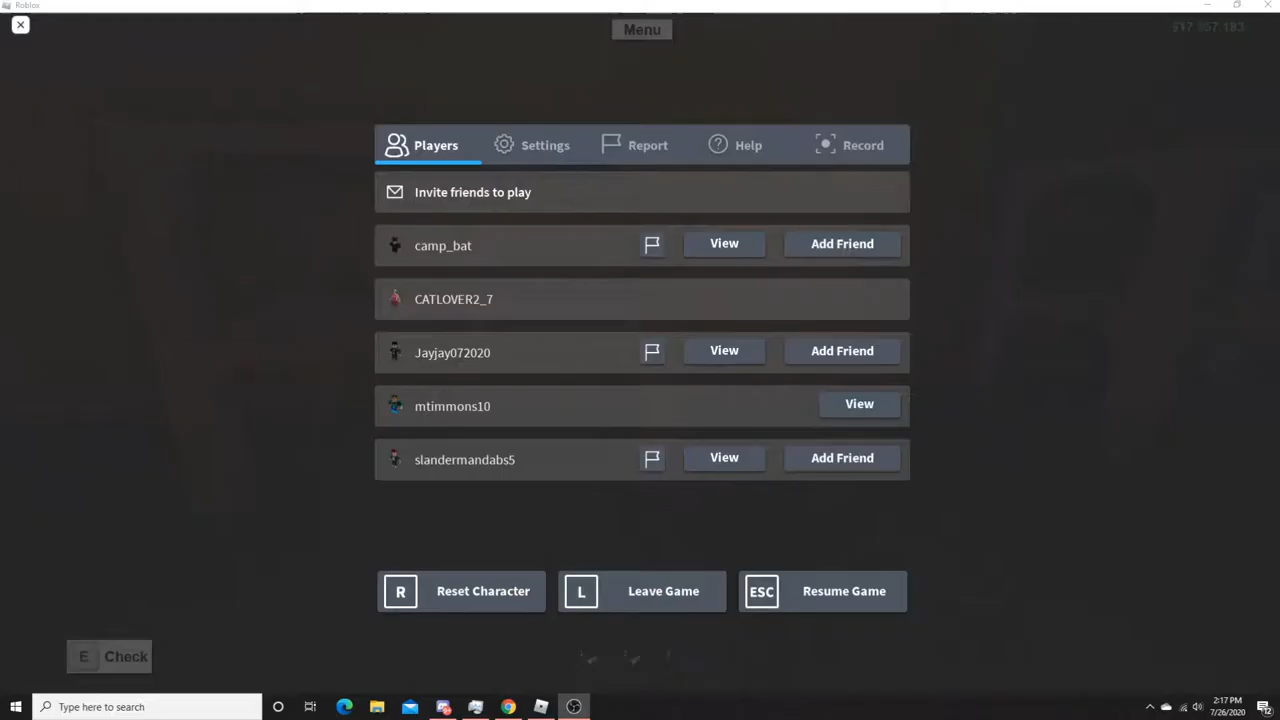 Roblox
Menu
Players Settings Report Help Record
Invite friends to play
camp_bat View Add Friend
CATLOVER2_7
Jayjay072020 View Add Friend
mtimmons10 View
slandermandabs5 View Add Friend
R Reset Character L Leave Game ESC Resume Game
E Check
Type here to search
2:17 PM
7/26/2020